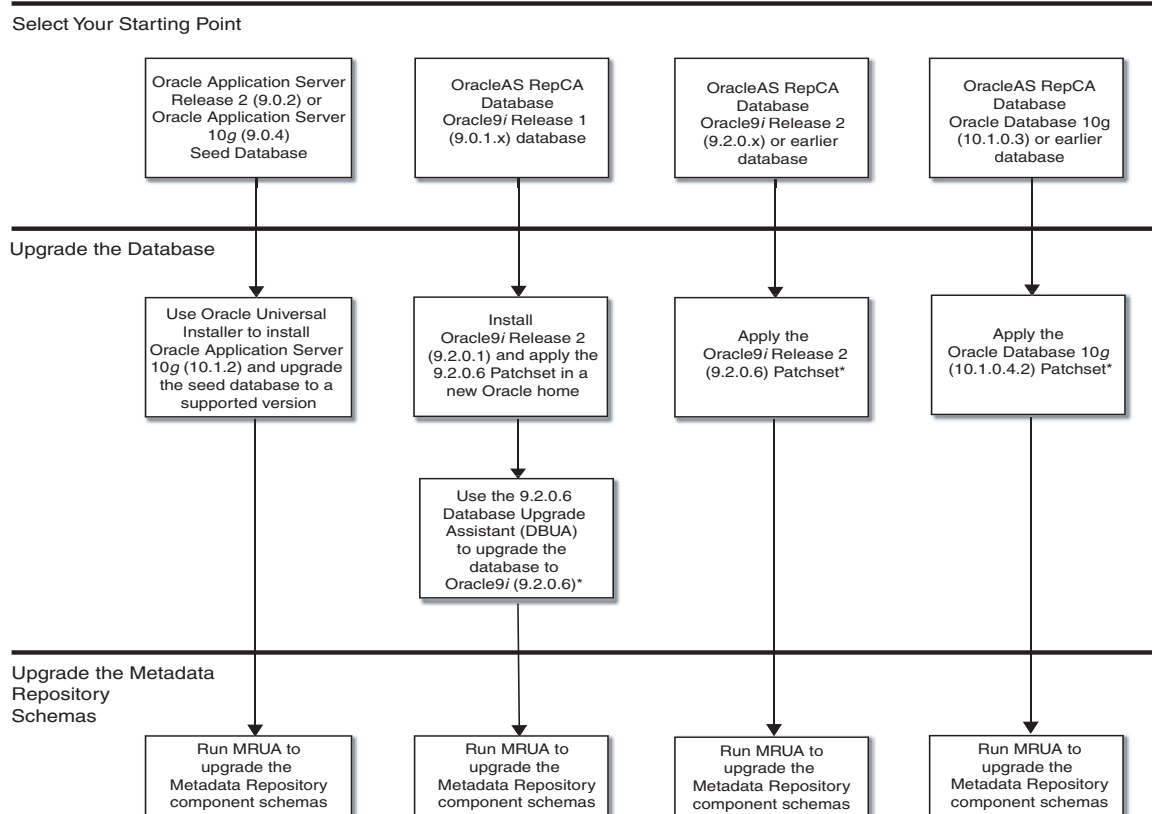 Select Your Starting Point
Oracle Application Server
Release 2 (9.0.2) or
Oracle Application Server
10g (9.0.4)
Seed Database
OracleAS RepCA
Database
Oracle9i Release 1
(9.0.1.x) database
OracleAS RepCA
Database
Oracle9i Release 2
(9.2.0.x) or earlier
database
OracleAS RepCA
Database
Oracle Database 10g
(10.1.0.3) or earlier
database
Upgrade the Database
Use Oracle Universal
Installer to install
Oracle Application Server
10g (10.1.2) and upgrade
the seed database to a
supported version
Install
Oracle9i Release 2
(9.2.0.1) and apply the
9.2.0.6 Patchset in a
new Oracle home
Apply the
Oracle9i Release 2
(9.2.0.6) Patchset*
Apply the
Oracle Database 10g
(10.1.0.4.2) Patchset*
Use the 9.2.0.6
Database Upgrade
Assistant (DBUA)
to upgrade the
database to
Oracle9i (9.2.0.6)*
Upgrade the Metadata
Repository
Schemas
Run MRUA to
upgrade the
Metadata Repository
component schemas
Run MRUA to
upgrade the
Metadata Repository
component schemas
Run MRUA to
upgrade the
Metadata Repository
component schemas
Run MRUA to
upgrade the
Metadata Repository
component schemas